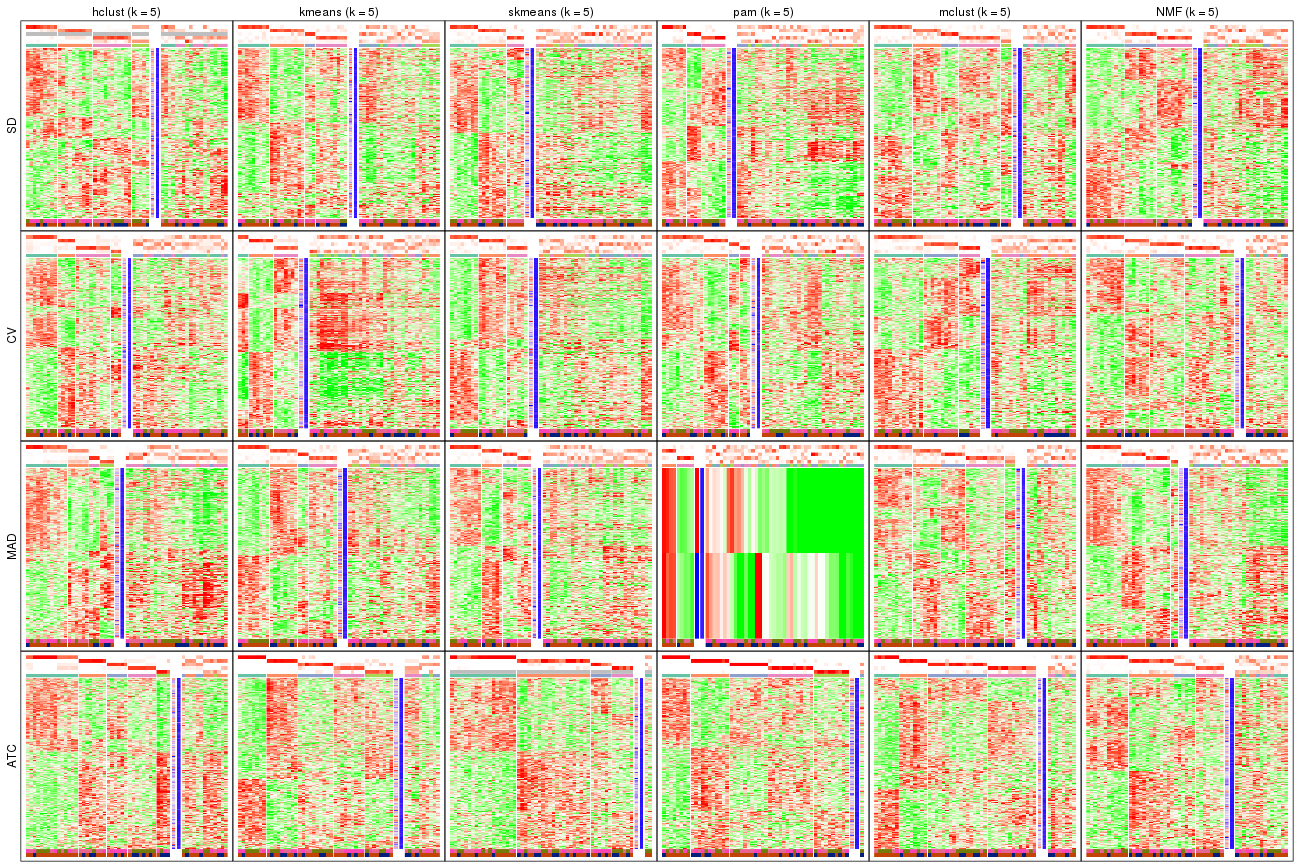 hclust (k = 5) kmeans (k = 5) skmeans (k = 5) pam (k = 5) mclust (k = 5) NMF (k = 5)
SD
CV
MAD
ATC